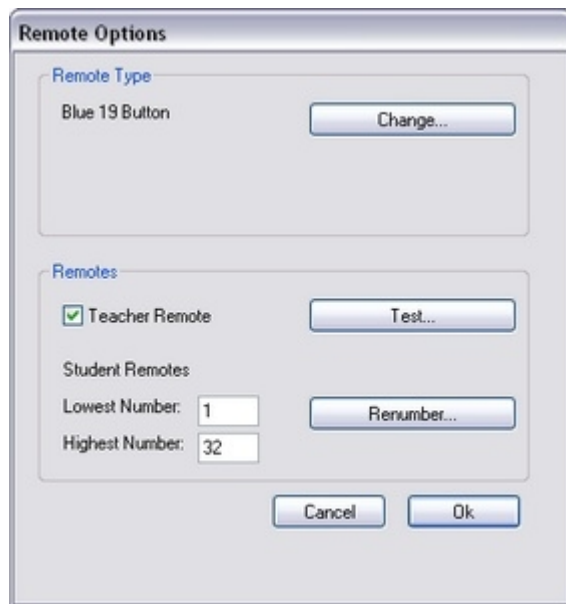 Remote Options
Remote Type
Blue 19 Button
Change...
Remotes
Teacher Remote
Test...
Student Remotes
Lowest Number: 1
Renumber...
Highest Number: 32
Cancel
Ok